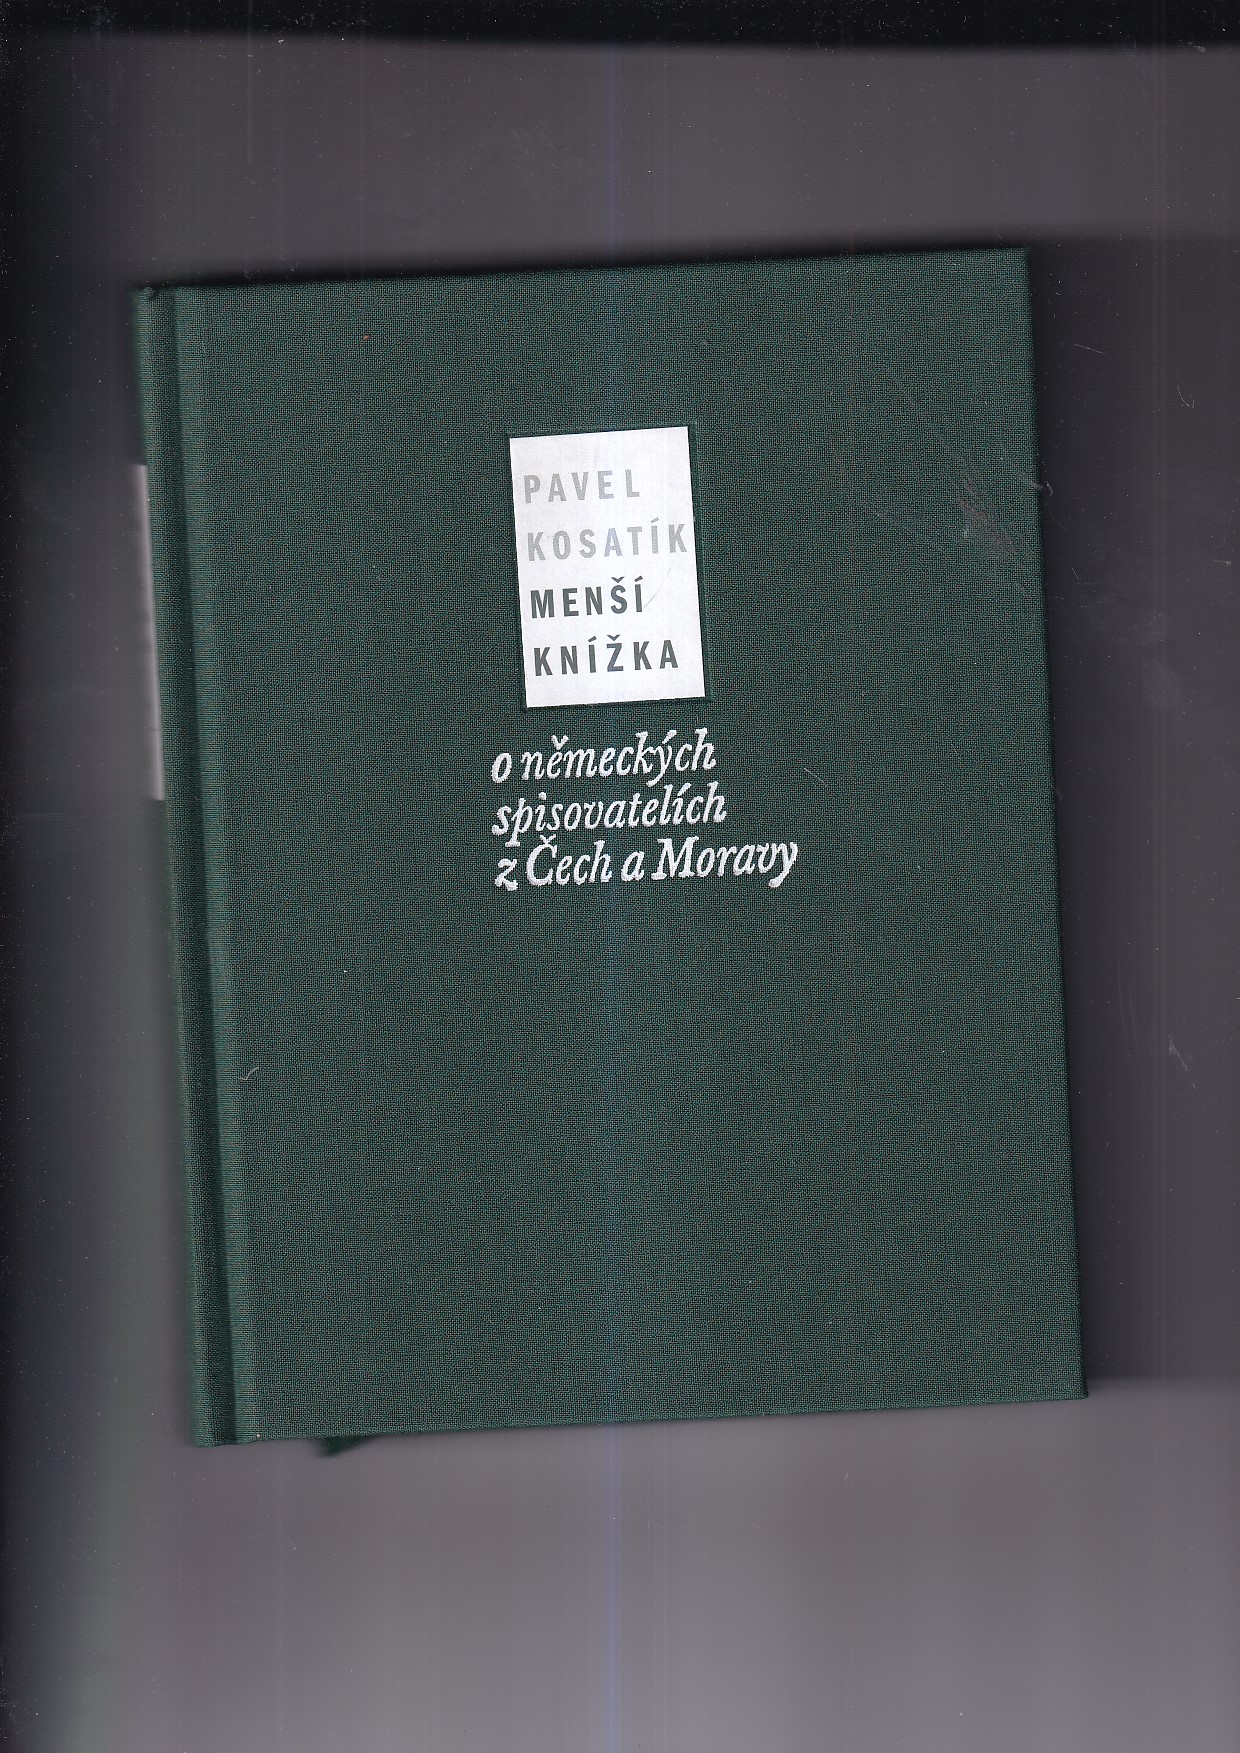 PAVEL
KOSATÍK
MENŠÍ
KNÍŽKA
o německých
spisovatelích
z Čech a Moravy